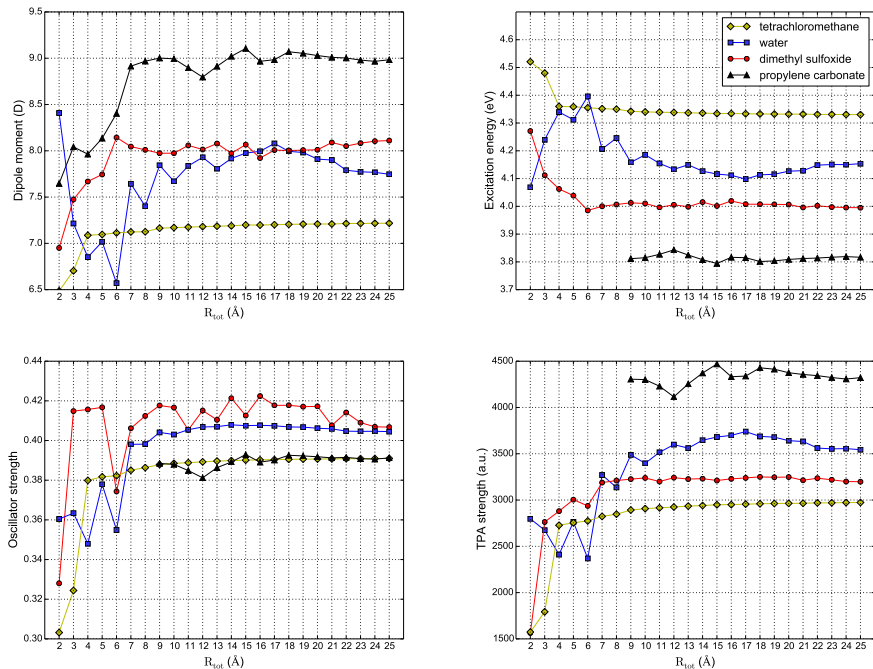 9.5
9.0
8.5
8.0
7.5
7.0
6.5
Dipole moment (D)
2 3 4 5 6 7 8 9 10 11 12 13 14 15 16 17 18 19 20 21 22 23 24 25
R_tot (Å)
4.6
4.5
4.4
4.3
4.2
4.1
4.0
3.9
3.8
3.7
Excitation energy (eV)
tetrachloromethane
water
dimethyl sulfoxide
propylene carbonate
2 3 4 5 6 7 8 9 10 11 12 13 14 15 16 17 18 19 20 21 22 23 24 25
R_tot (Å)
0.44
0.42
0.40
0.38
0.36
0.34
0.32
0.30
Oscillator strength
2 3 4 5 6 7 8 9 10 11 12 13 14 15 16 17 18 19 20 21 22 23 24 25
R_tot (Å)
4500
4000
3500
3000
2500
2000
1500
TPA strength (a.u.)
2 3 4 5 6 7 8 9 10 11 12 13 14 15 16 17 18 19 20 21 22 23 24 25
R_tot (Å)